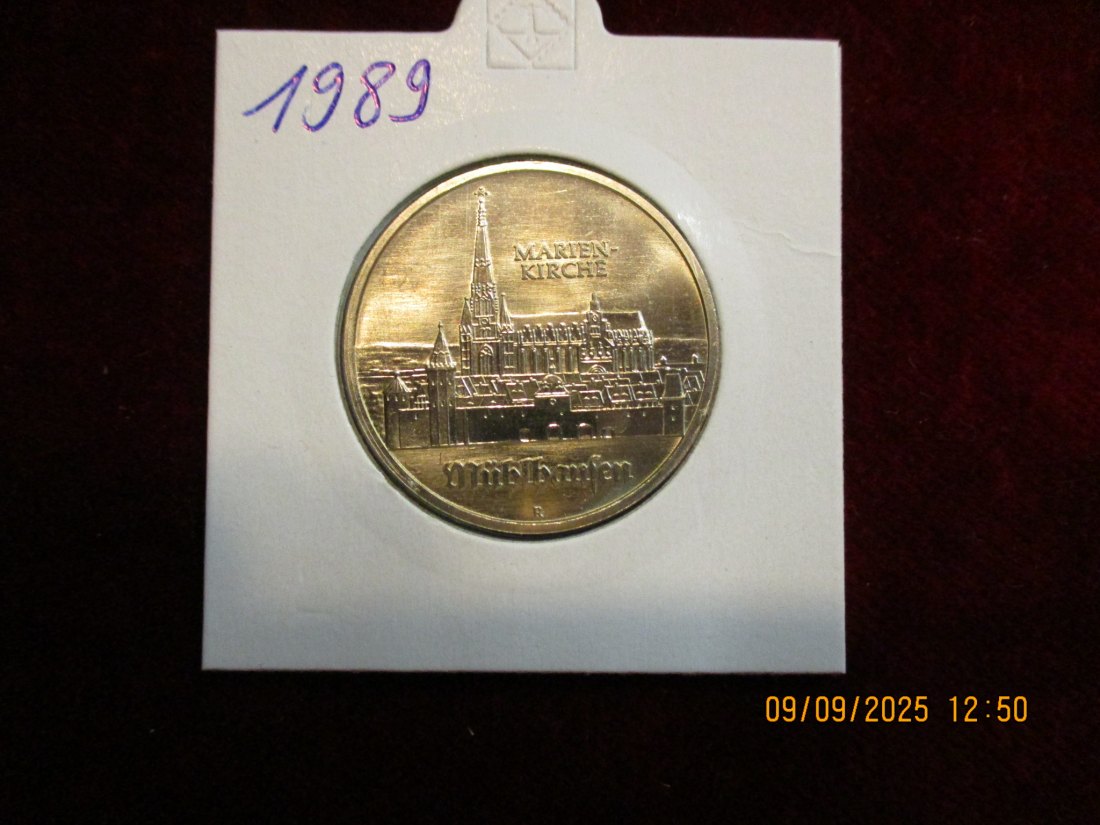 1989
MARIEN-
KIRCHE
Mühlhausen
R
09/09/2025 12:50